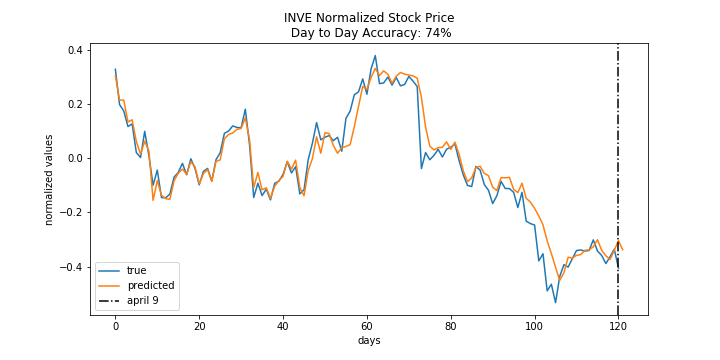 INVE Normalized Stock Price
Day to Day Accuracy: 74%
normalized values
0.4
0.2
0.0
−0.2
−0.4
true
predicted
april 9
0
20
40
60
80
100
120
days